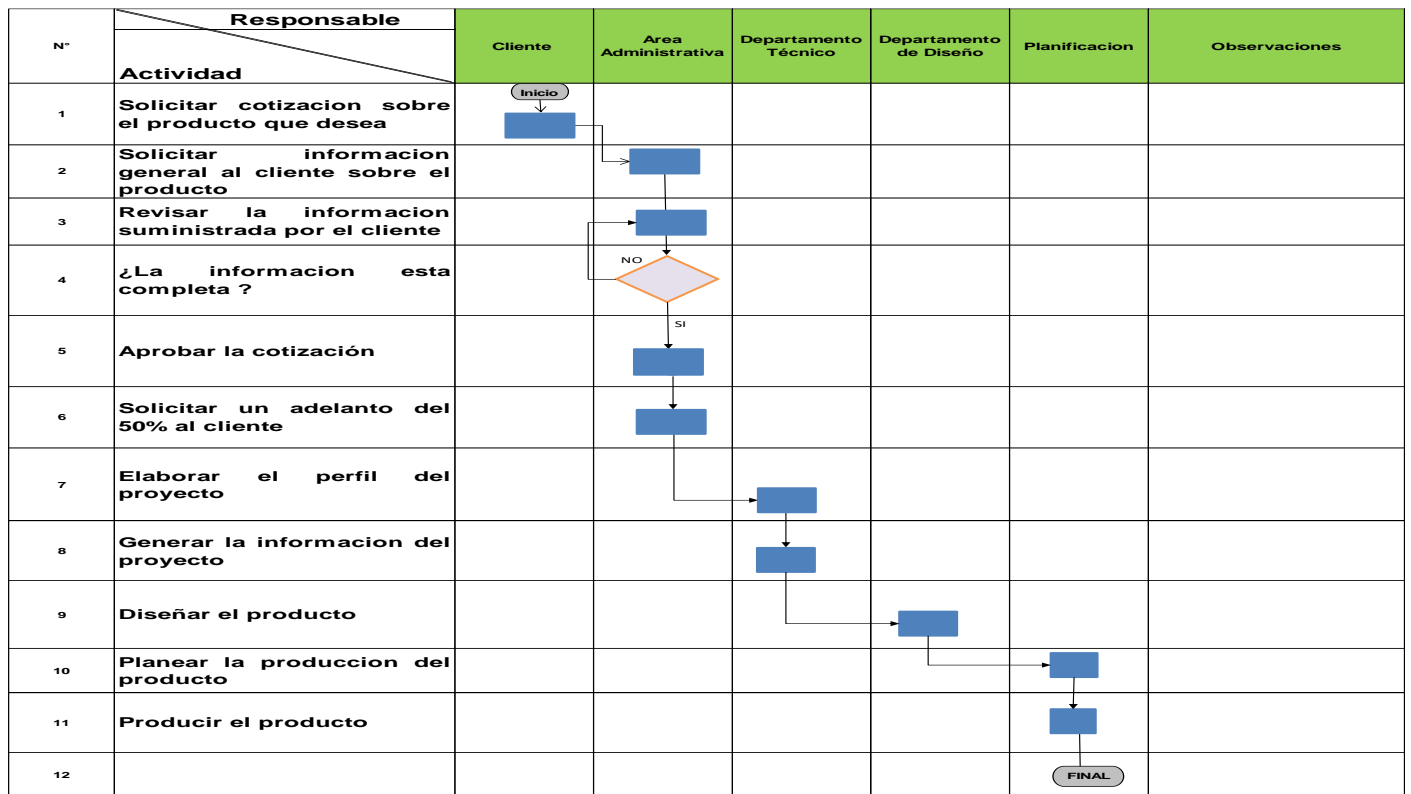 Responsable
N°
Actividad
Cliente
Area
Administrativa
Departamento
Técnico
Departamento
de Diseño
Planificacion
Observaciones
Inicio
1
Solicitar cotizacion sobre
el producto que desea
2
Solicitar informacion
general al cliente sobre el
producto
3
Revisar la informacion
suministrada por el cliente
4
¿La informacion esta
completa ?
NO
SI
5
Aprobar la cotización
6
Solicitar un adelanto del
50% al cliente
7
Elaborar el perfil del
proyecto
8
Generar la informacion del
proyecto
9
Diseñar el producto
10
Planear la produccion del
producto
11
Producir el producto
12
FINAL